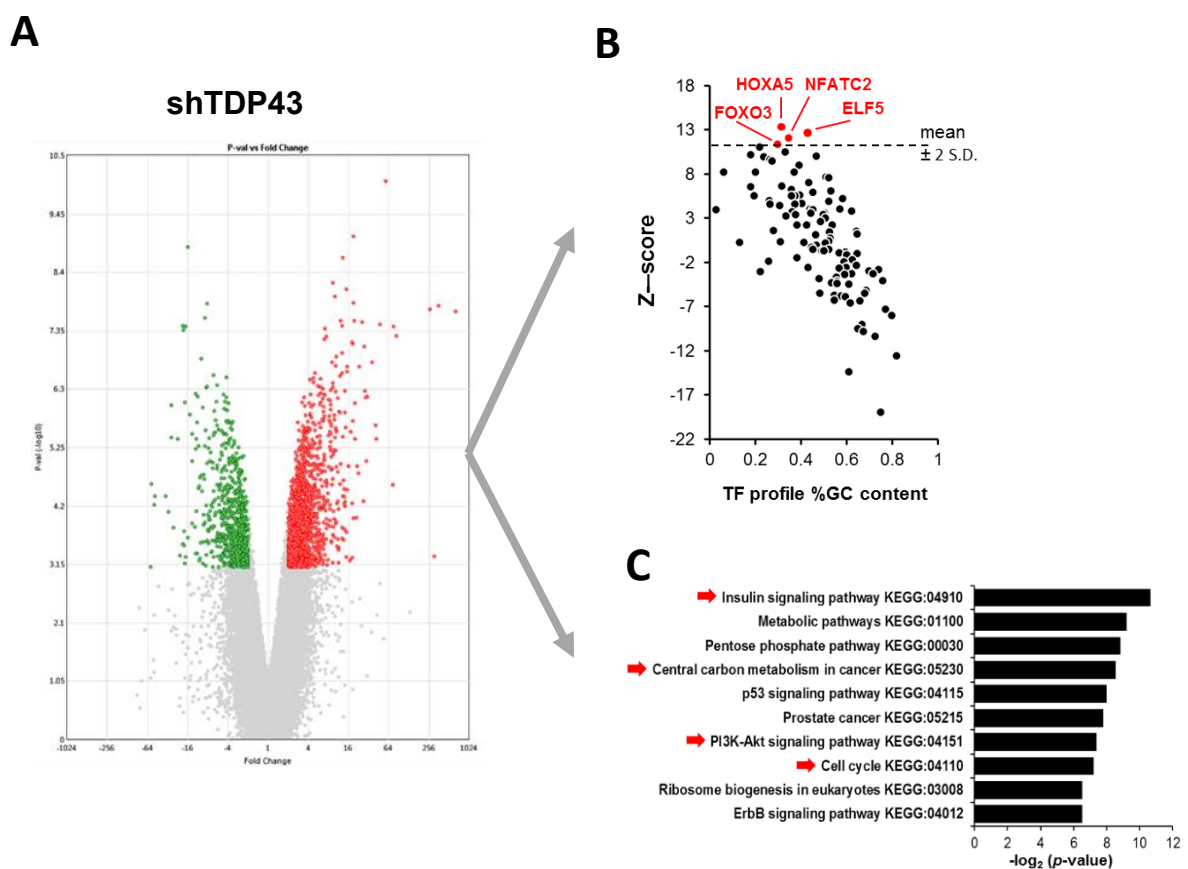 A
shTDP43
P-val vs Fold Change
10.5
9.45
8.4
7.35
6.3
5.25
4.2
3.15
2.1
1.05
0
P-val (-log10)
-1024
-256
-64
-16
-4
1
4
16
64
256
1024
Fold Change
B
18
13
8
3
-2
-7
-12
-17
-22
Z—score
HOXA5
NFATC2
FOXO3
ELF5
mean
± 2 S.D.
0
0.2
0.4
0.6
0.8
1
TF profile %GC content
C
Insulin signaling pathway KEGG:04910
Metabolic pathways KEGG:01100
Pentose phosphate pathway KEGG:00030
Central carbon metabolism in cancer KEGG:05230
p53 signaling pathway KEGG:04115
Prostate cancer KEGG:05215
PI3K-Akt signaling pathway KEGG:04151
Cell cycle KEGG:04110
Ribosome biogenesis in eukaryotes KEGG:03008
ErbB signaling pathway KEGG:04012
0
2
4
6
8
10
12
-log2 (p-value)